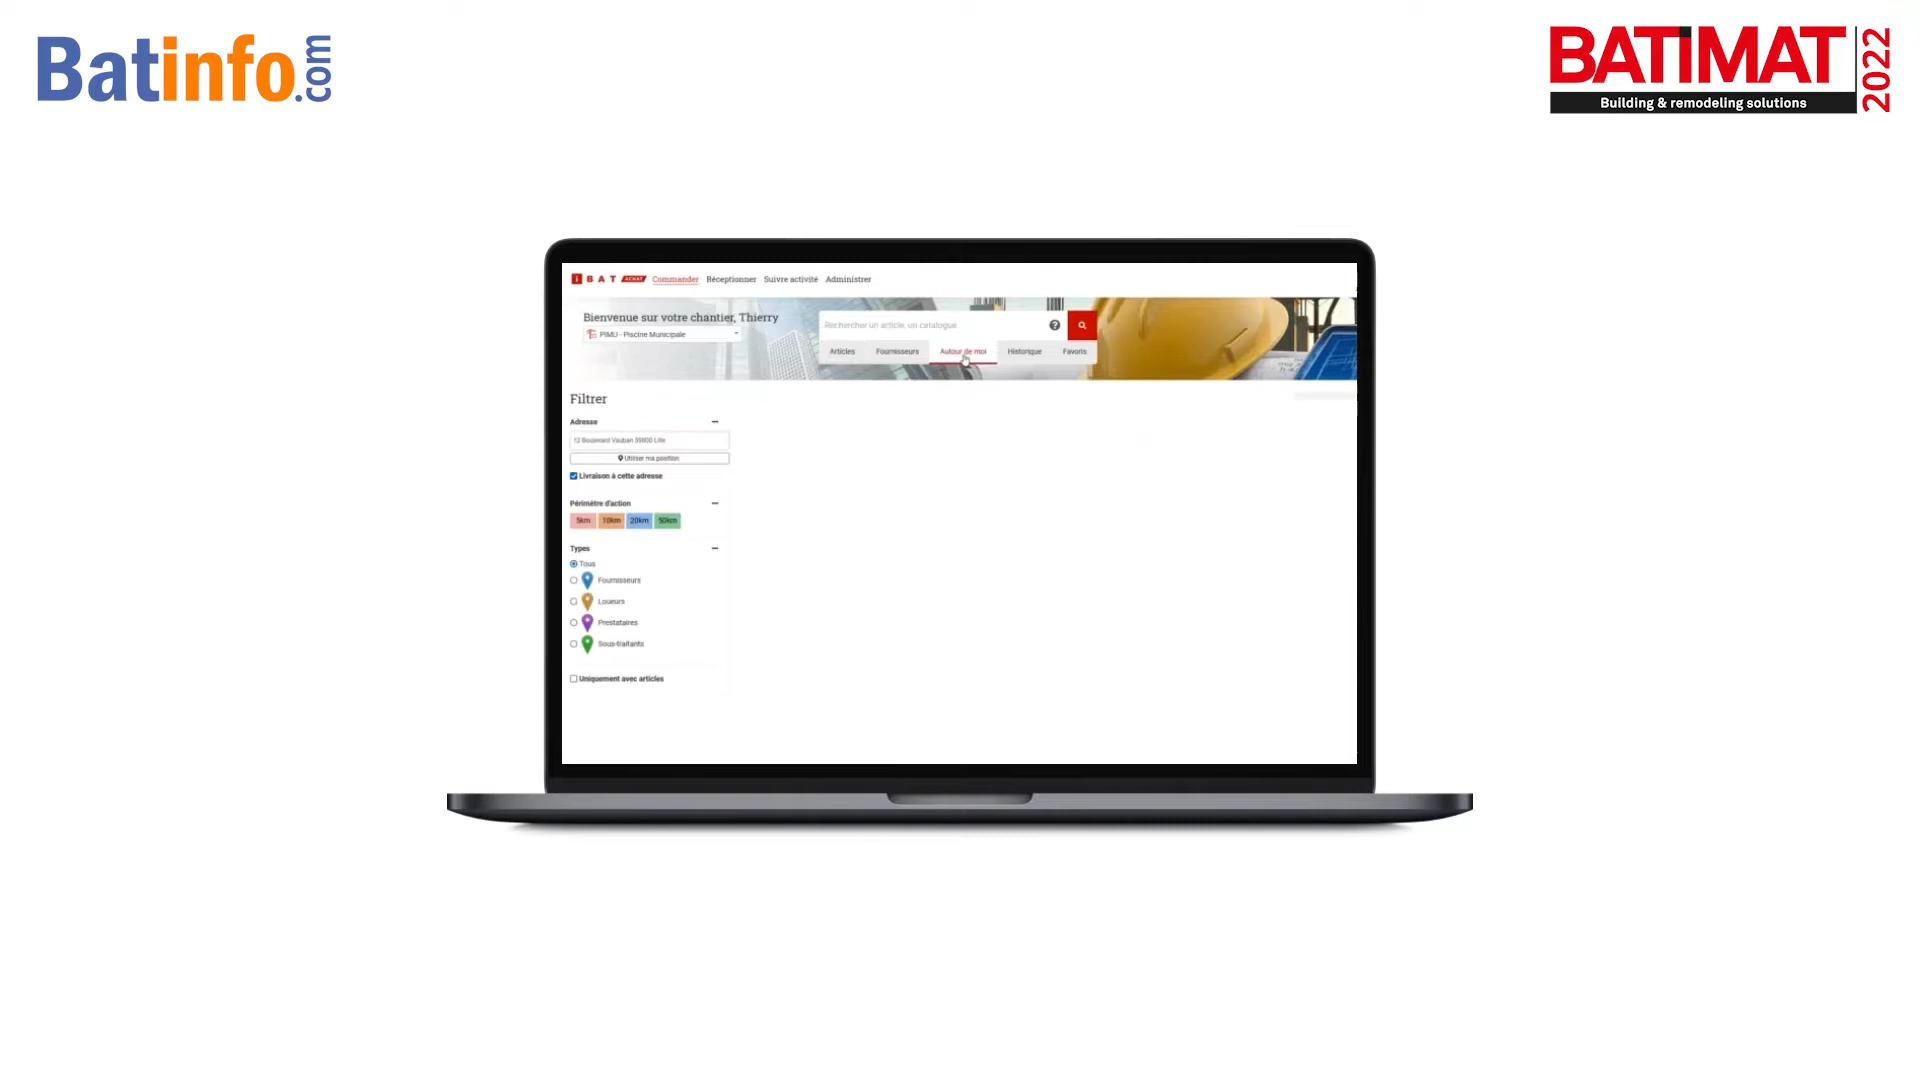 Batinfo.com
BATiMAT 2022
Building & remodeling solutions
i BAT ACHAT Commander Réceptionner Suivre activité Administrer
Bienvenue sur votre chantier, Thierry
PIMU - Piscine Municipale
Rechercher un article, un catalogue
Articles Fournisseurs Autour de moi Historique Favoris
Filtrer
Adresse
12 Boulevard Vauban 59800 Lille
Utiliser ma position
Livraison à cette adresse
Périmètre d'action
5km 10km 20km 50km
Types
Tous
Fournisseurs
Loueurs
Prestataires
Sous-traitants
Uniquement avec articles